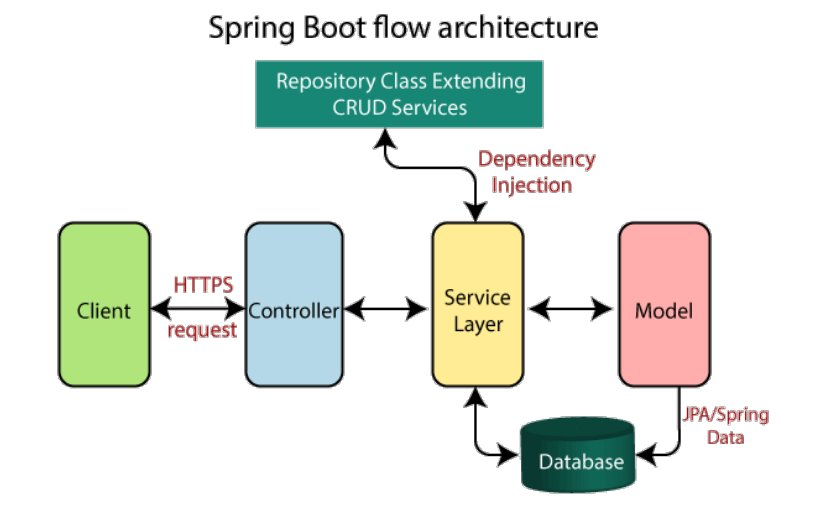 Spring Boot flow architecture
Repository Class Extending
CRUD Services
Dependency
Injection
Client
HTTPS
request
Controller
Service
Layer
Model
JPA/Spring
Data
Database